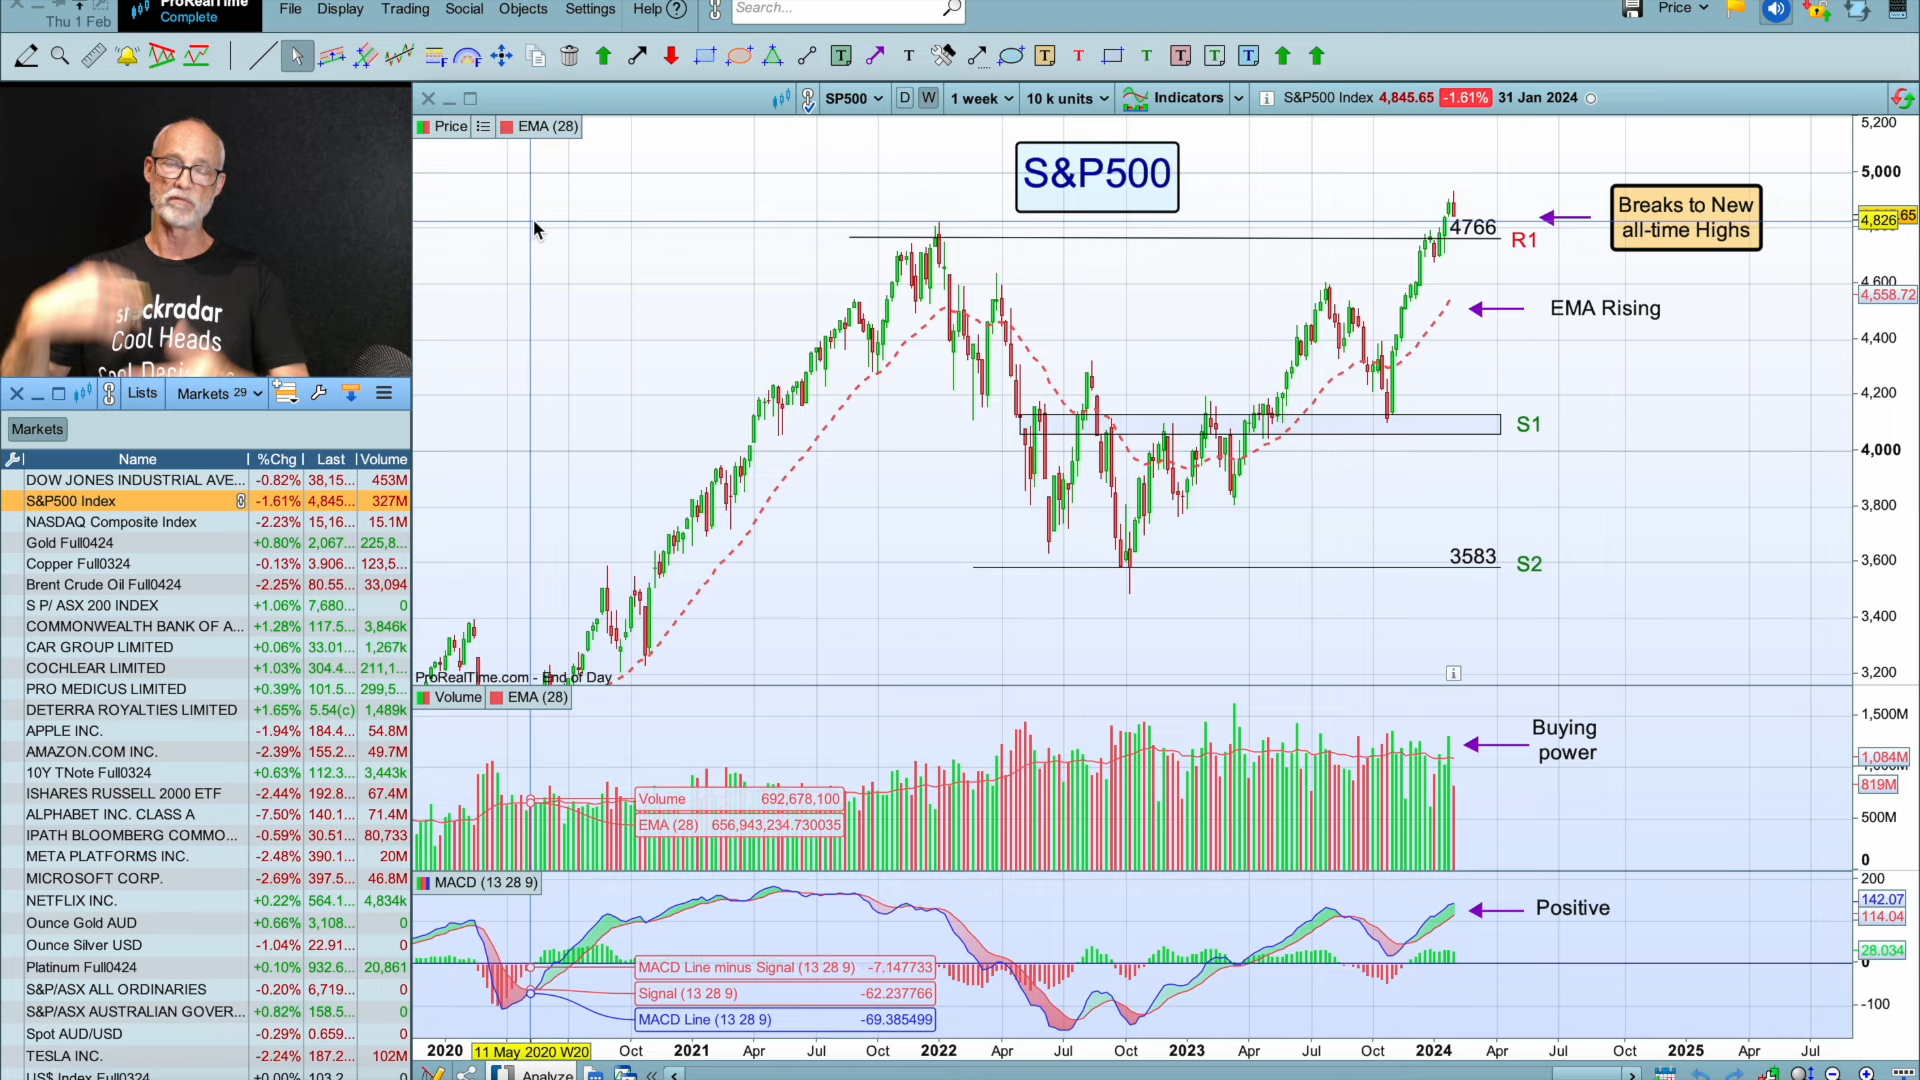 Thu 1 Feb
ProRealTime
Complete
File Display Trading Social Objects Settings Help ?
Search...
Price
SP500 D W 1 week 10 k units Indicators
S&P500 Index 4,845.65 -1.61% 31 Jan 2024
Price EMA (28)
S&P500
Breaks to New
all-time Highs
4766
R1
EMA Rising
S1
3583
S2
5,200
5,000
4,826
4,600
4,558.72
4,400
4,200
4,000
3,800
3,600
3,400
3,200
ProRealTime.com - End of Day
Volume EMA (28)
Buying
power
Volume 692,678,100
EMA (28) 656,943,234.730035
1,500M
1,084M
819M
500M
0
MACD (13 28 9)
Positive
MACD Line minus Signal (13 28 9) -7.147733
Signal (13 28 9) -62.237766
MACD Line (13 28 9) -69.385499
200
142.07
114.04
28.034
0
-100
2020 11 May 2020 W20 Oct 2021 Apr Jul Oct 2022 Apr Jul Oct 2023 Apr Jul Oct 2024 Apr Jul Oct 2025 Apr Jul
Analyze
Cool Heads
Lists Markets 29
Markets
Name %Chg Last Volume
DOW JONES INDUSTRIAL AVE... -0.82% 38,15... 453M
S&P500 Index -1.61% 4,845... 327M
NASDAQ Composite Index -2.23% 15,16... 15.1M
Gold Full0424 +0.80% 2,067... 225,8...
Copper Full0324 -0.13% 3.906... 123,5...
Brent Crude Oil Full0424 -2.25% 80.55... 33,094
S P/ ASX 200 INDEX +1.06% 7,680... 0
COMMONWEALTH BANK OF A... +1.28% 117.5... 3,846k
CAR GROUP LIMITED +0.06% 33.01... 1,267k
COCHLEAR LIMITED +1.03% 304.4... 211,1...
PRO MEDICUS LIMITED +0.39% 101.5... 299,5...
DETERRA ROYALTIES LIMITED +1.65% 5.54(c) 1,489k
APPLE INC. -1.94% 184.4... 54.8M
AMAZON.COM INC. -2.39% 155.2... 49.7M
10Y TNote Full0324 +0.63% 112.3... 3,443k
ISHARES RUSSELL 2000 ETF -2.44% 192.8... 67.4M
ALPHABET INC. CLASS A -7.50% 140.1... 71.4M
IPATH BLOOMBERG COMMO... -0.59% 30.51... 80,733
META PLATFORMS INC. -2.48% 390.1... 20M
MICROSOFT CORP. -2.69% 397.5... 46.8M
NETFLIX INC. +0.22% 564.1... 4,834k
Ounce Gold AUD +0.66% 3,108... 0
Ounce Silver USD -1.04% 22.91... 0
Platinum Full0424 +0.10% 932.6... 20,861
S&P/ASX ALL ORDINARIES -0.20% 6,719... 0
S&P/ASX AUSTRALIAN GOVER... +0.82% 158.5... 0
Spot AUD/USD -0.29% 0.659... 0
TESLA INC. -2.24% 187.2... 102M
US$ Index Full0324 +0.00% 103.2... 0